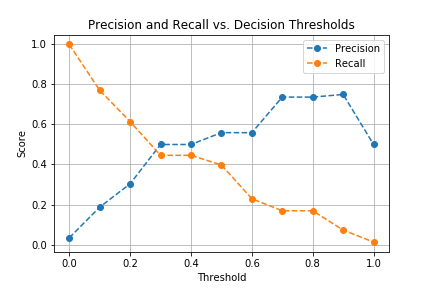 Precision and Recall vs. Decision Thresholds
Precision
Recall
1.0
0.8
0.6
0.4
0.2
0.0
Score
0.0 0.2 0.4 0.6 0.8 1.0
Threshold